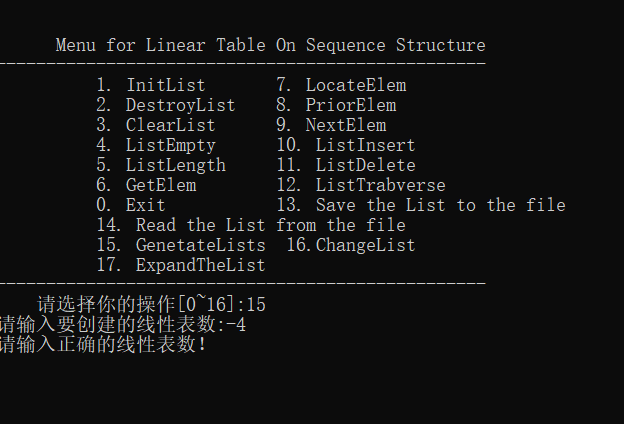 Menu for Linear Table On Sequence Structure
-------------------------------------------------
1. InitList 7. LocateElem
2. DestroyList 8. PriorElem
3. ClearList 9. NextElem
4. ListEmpty 10. ListInsert
5. ListLength 11. ListDelete
6. GetElem 12. ListTrabverse
0. Exit 13. Save the List to the file
14. Read the List from the file
15. GenetateLists 16.ChangeList
17. ExpandTheList
-------------------------------------------------
请选择你的操作[0~16]:15
请输入要创建的线性表数:-4
请输入正确的线性表数!